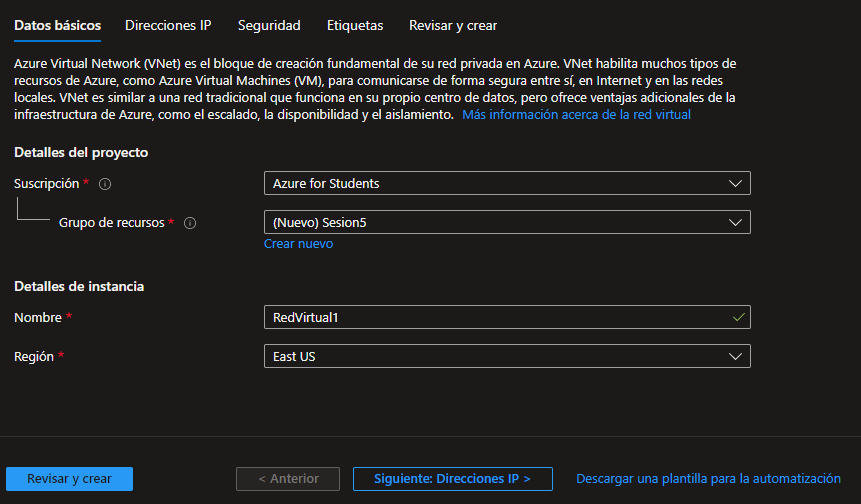 Datos básicos Direcciones IP Seguridad Etiquetas Revisar y crear
Azure Virtual Network (VNet) es el bloque de creación fundamental de su red privada en Azure. VNet habilita muchos tipos de
recursos de Azure, como Azure Virtual Machines (VM), para comunicarse de forma segura entre sí, en Internet y en las redes
locales. VNet es similar a una red tradicional que funciona en su propio centro de datos, pero ofrece ventajas adicionales de la
infraestructura de Azure, como el escalado, la disponibilidad y el aislamiento. Más información acerca de la red virtual
Detalles del proyecto
Suscripción * Azure for Students
Grupo de recursos * (Nuevo) Sesion5
Crear nuevo
Detalles de instancia
Nombre * RedVirtual1
Región * East US
Revisar y crear < Anterior Siguiente: Direcciones IP > Descargar una plantilla para la automatización